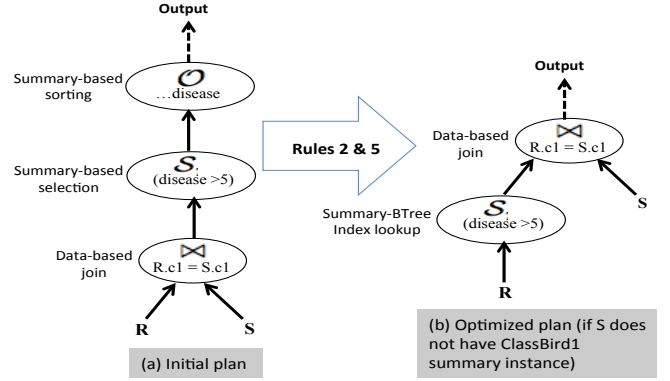 Output
Summary-based
sorting
O
...disease
Summary-based
selection
S
(disease >5)
Data-based
join
⋈
R.c1 = S.c1
R
S
(a) Initial plan
Rules 2 & 5
Output
Data-based
join
⋈
R.c1 = S.c1
S
Summary-BTree
Index lookup
S
(disease >5)
R
(b) Optimized plan (if S does
not have ClassBird1
summary instance)